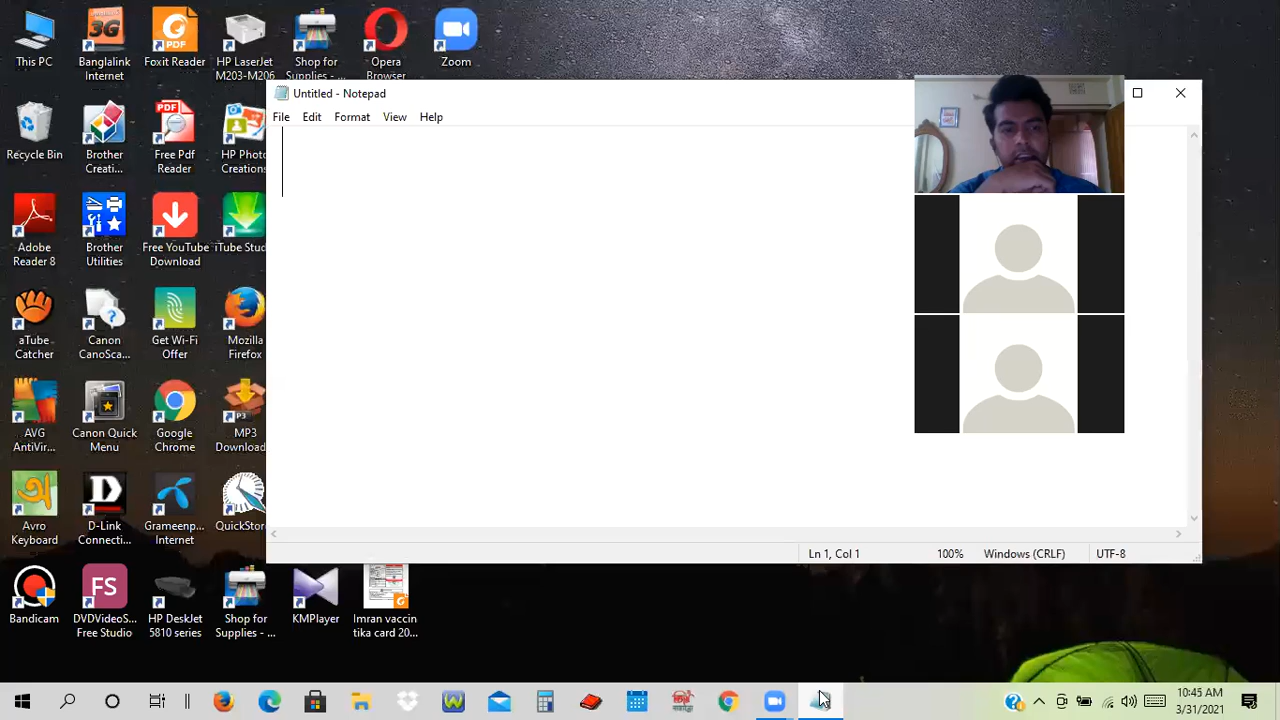 This PC
Banglalink
Internet
Foxit Reader
HP LaserJet
M203-M206
Shop for
Supplies - ...
Opera
Browser
Zoom
Untitled - Notepad
File Edit Format View Help
Recycle Bin
Brother
Creati...
Free Pdf
Reader
HP Photo
Creations
Adobe
Reader 8
Brother
Utilities
Free YouTube
Download
iTube Stud
aTube
Catcher
Canon
CanoSca...
Get Wi-Fi
Offer
Mozilla
Firefox
AVG
AntiVir...
Canon Quick
Menu
Google
Chrome
MP3
Download
Avro
Keyboard
D-Link
Connecti...
Grameenp...
Internet
QuickStor
Ln 1, Col 1 100% Windows (CRLF) UTF-8
Bandicam
DVDVideoS...
Free Studio
HP DeskJet
5810 series
Shop for
Supplies - ...
KMPlayer
Imran vaccin
tika card 20...
10:45 AM
3/31/2021